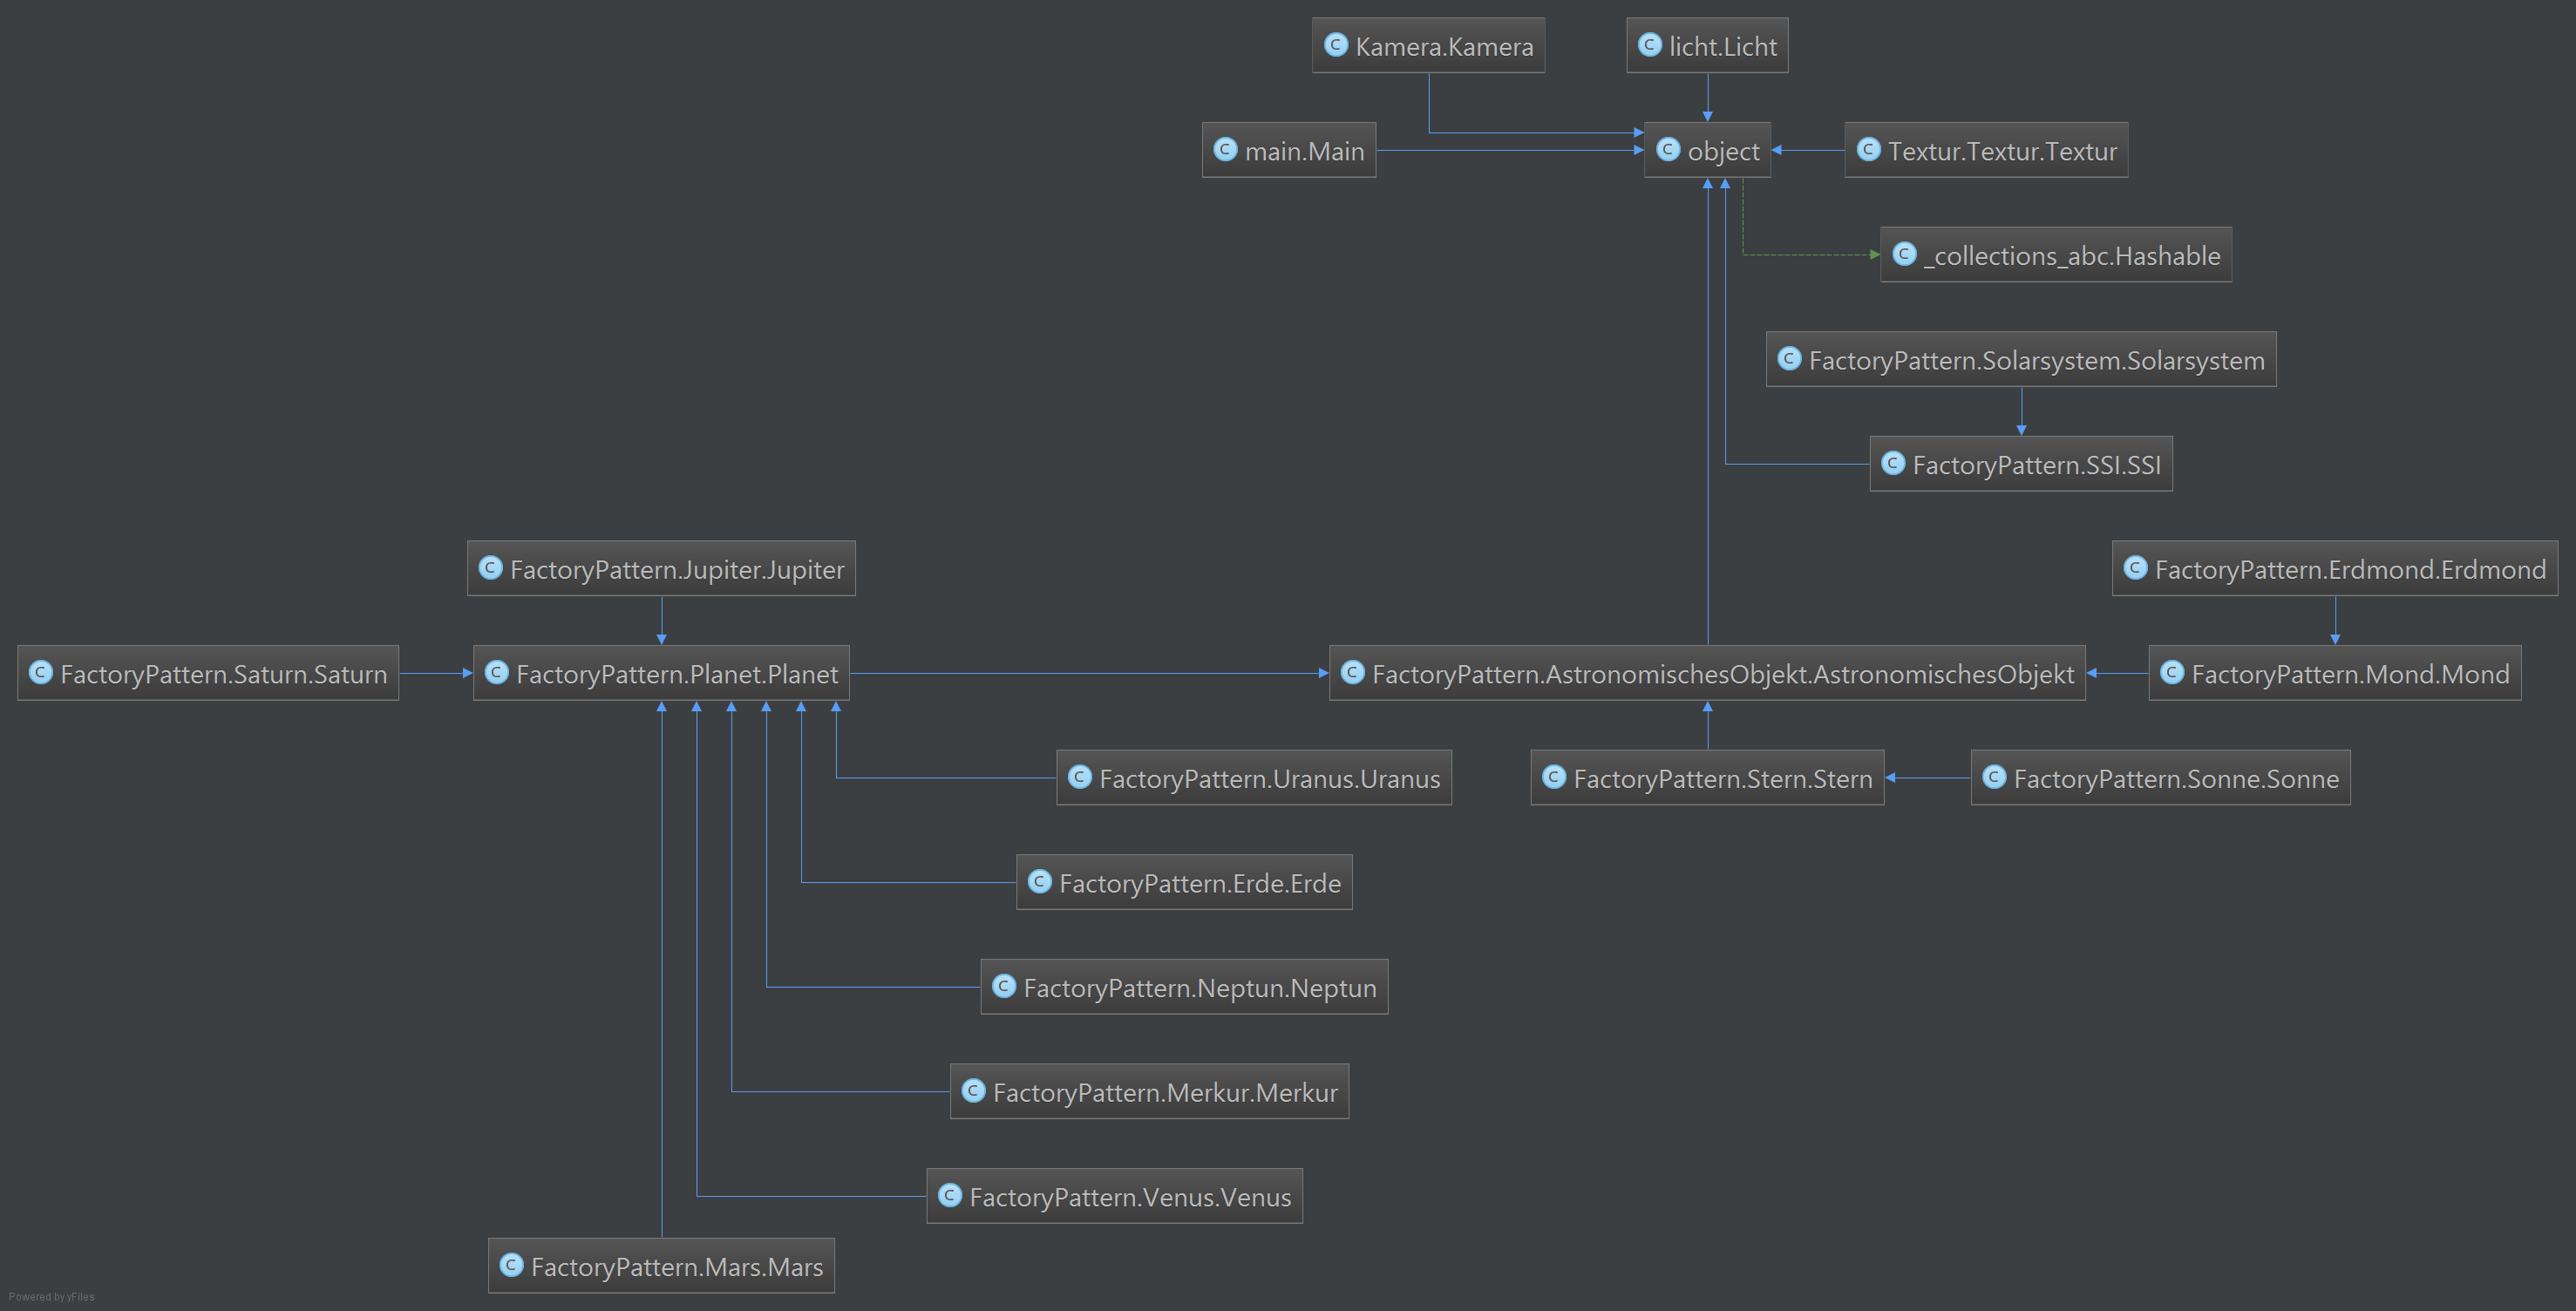 Kamera.Kamera
licht.Licht
main.Main
object
Textur.Textur.Textur
_collections_abc.Hashable
FactoryPattern.Solarsystem.Solarsystem
FactoryPattern.SSI.SSI
FactoryPattern.Jupiter.Jupiter
FactoryPattern.Erdmond.Erdmond
FactoryPattern.Saturn.Saturn
FactoryPattern.Planet.Planet
FactoryPattern.AstronomischesObjekt.AstronomischesObjekt
FactoryPattern.Mond.Mond
FactoryPattern.Uranus.Uranus
FactoryPattern.Stern.Stern
FactoryPattern.Sonne.Sonne
FactoryPattern.Erde.Erde
FactoryPattern.Neptun.Neptun
FactoryPattern.Merkur.Merkur
FactoryPattern.Venus.Venus
FactoryPattern.Mars.Mars
Powered by yFiles